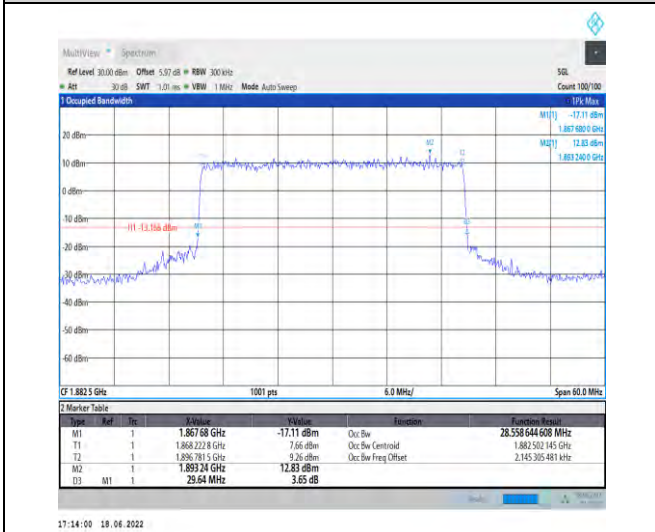 MultiView Spectrum
Ref Level 30.00 dBm Offset 5.97 dB RBW 300 kHz SGL
Att 30 dB SWT 1.01 ms VBW 1 MHz Mode Auto Sweep Count 100/100
1 Occupied Bandwidth 1Pk Max
M1[1] -17.11 dBm
1.867 680 0 GHz
M2[1] 12.83 dBm
1.893 240 0 GHz
20 dBm
M2
T2
10 dBm
0 dBm
-10 dBm
H1 -13.166 dBm
M1
D3
-20 dBm
-30 dBm
-40 dBm
-50 dBm
-60 dBm
CF 1.882 5 GHz 1001 pts 6.0 MHz/ Span 60.0 MHz
2 Marker Table
Type Ref Trc X-Value Y-Value Function Function Result
M1 1 1.867 68 GHz -17.11 dBm Occ Bw 28.558 644 608 MHz
T1 1 1.868 222 8 GHz 7.66 dBm Occ Bw Centroid 1.882 502 145 GHz
T2 1 1.896 781 5 GHz 9.26 dBm Occ Bw Freq Offset 2.145 305 481 kHz
M2 1 1.893 24 GHz 12.83 dBm
D3 M1 1 29.64 MHz 3.65 dB
17:14:00 18.06.2022